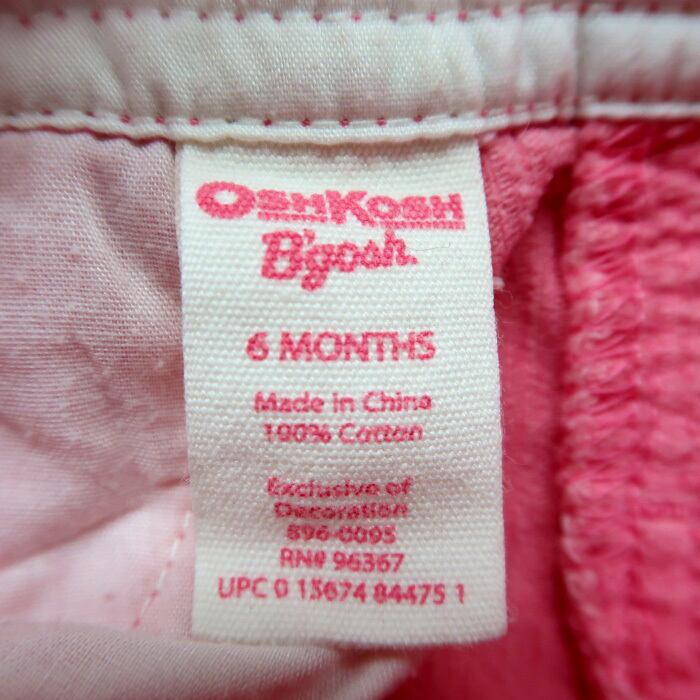 OSHKOSH
B'gosh.
6 MONTHS
Made in China
100% Cotton
Exclusive of
Decoration
896-0095
RN# 96367
UPC 0 15674 84475 1